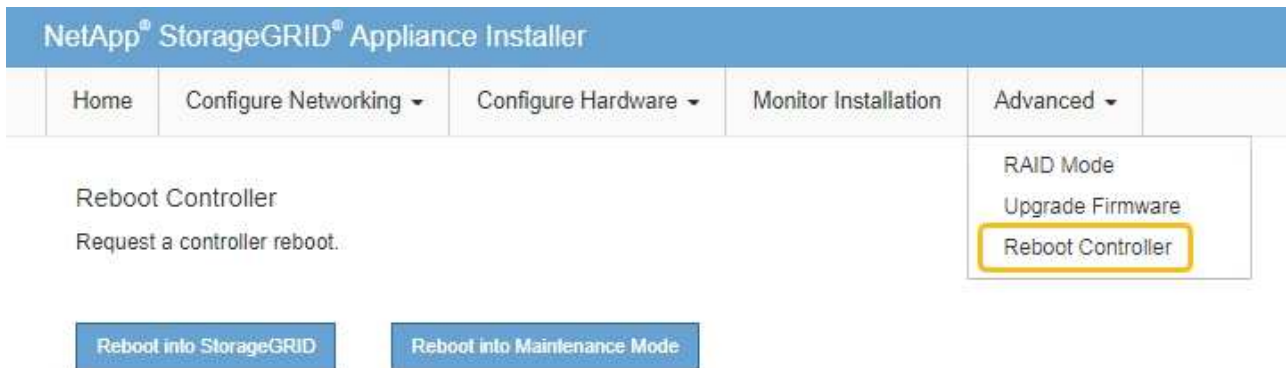 NetApp® StorageGRID® Appliance Installer
Home Configure Networking Configure Hardware Monitor Installation Advanced
RAID Mode
Upgrade Firmware
Reboot Controller
Reboot Controller
Request a controller reboot.
Reboot into StorageGRID Reboot into Maintenance Mode